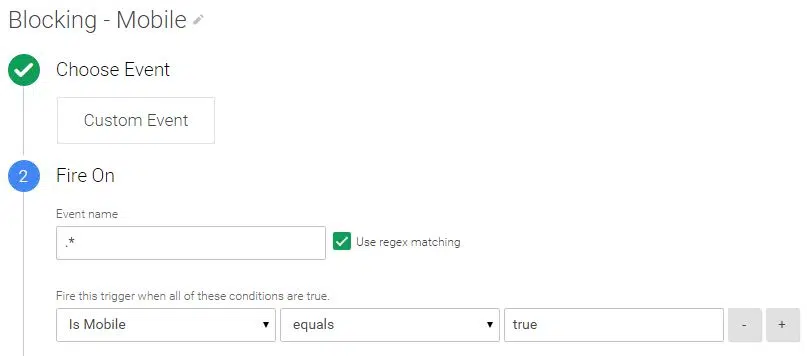 Blocking - Mobile
Choose Event
Custom Event
2 Fire On
Event name
.* Use regex matching
Fire this trigger when all of these conditions are true.
Is Mobile equals true - +